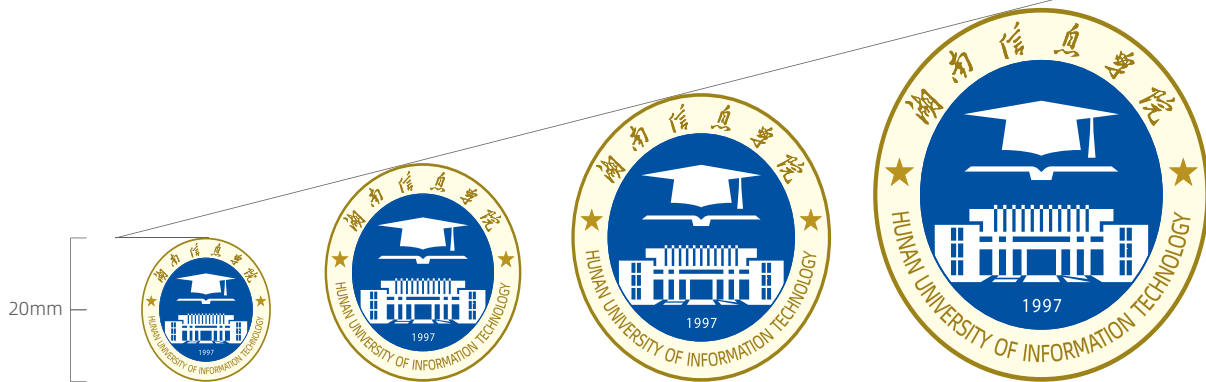 20mm
湖南信息学院
HUNAN UNIVERSITY OF INFORMATION TECHNOLOGY
1997
湖南信息学院
HUNAN UNIVERSITY OF INFORMATION TECHNOLOGY
1997
湖南信息学院
HUNAN UNIVERSITY OF INFORMATION TECHNOLOGY
1997
湖南信息学院
HUNAN UNIVERSITY OF INFORMATION TECHNOLOGY
1997